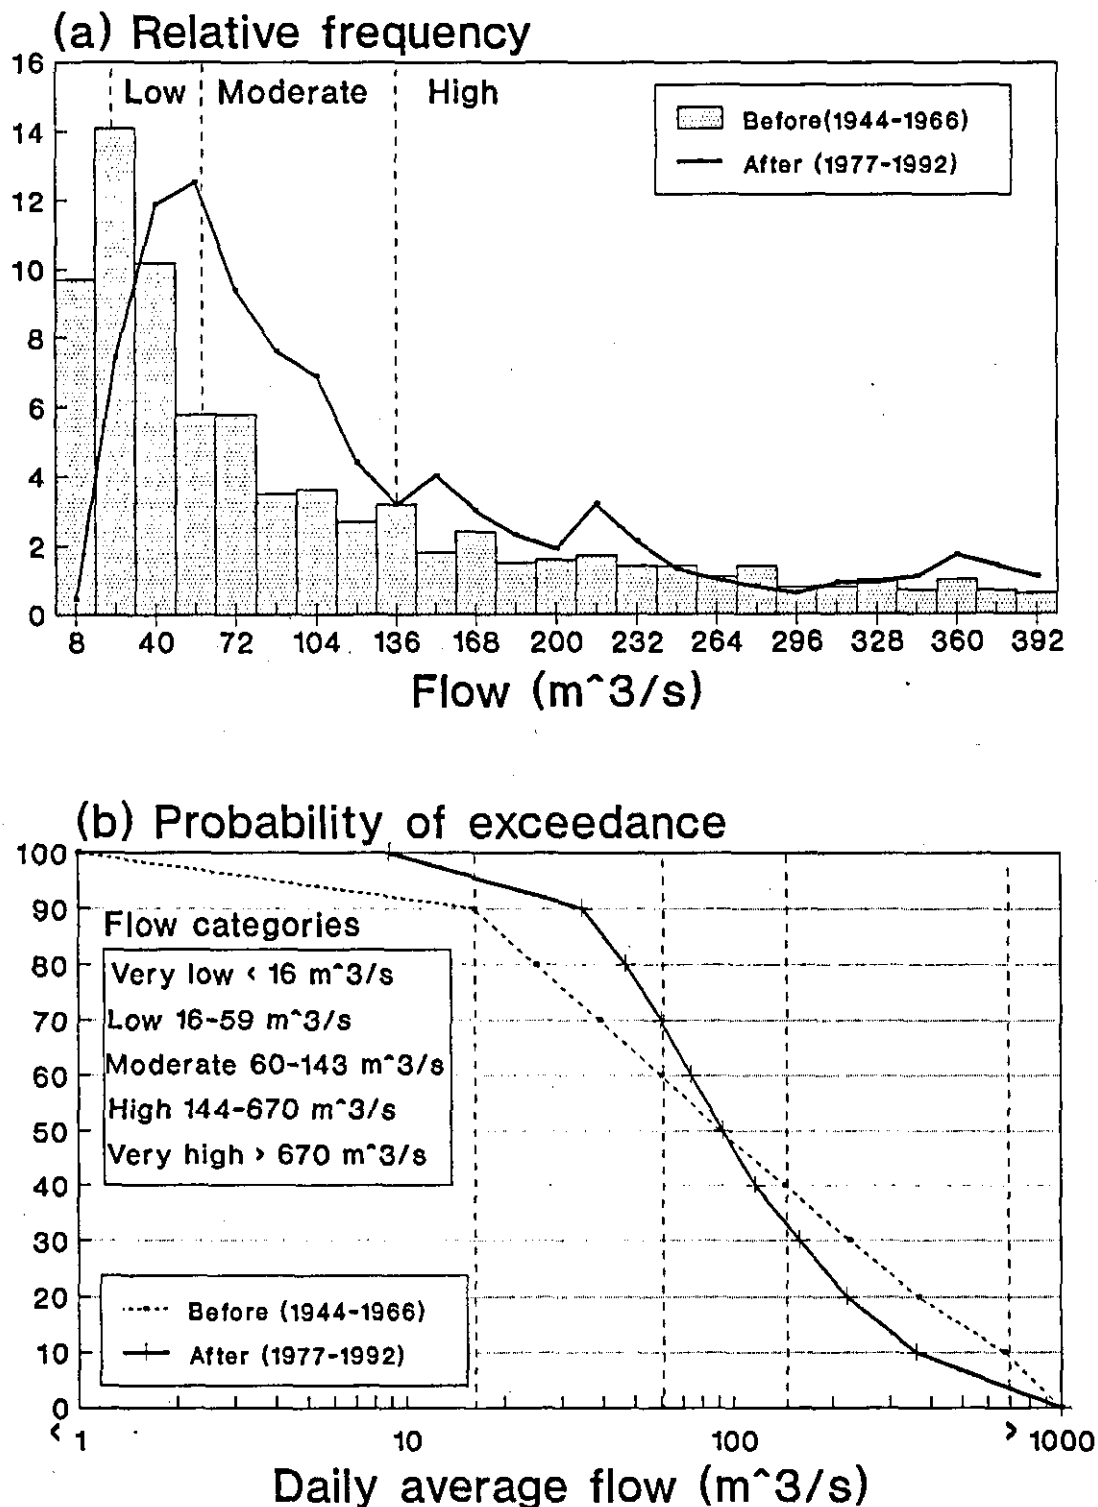 (a) Relative frequency
16
14
12
10
8
6
4
2
0
Low Moderate High
Before(1944-1966)
After (1977-1992)
8 40 72 104 136 168 200 232 264 296 328 360 392
Flow (m^3/s)
(b) Probability of exceedance
100
90
80
70
60
50
40
30
20
10
0
Flow categories
Very low < 16 m^3/s
Low 16-59 m^3/s
Moderate 60-143 m^3/s
High 144-670 m^3/s
Very high > 670 m^3/s
Before (1944-1966)
After (1977-1992)
< 1 10 100 > 1000
Daily average flow (m^3/s)